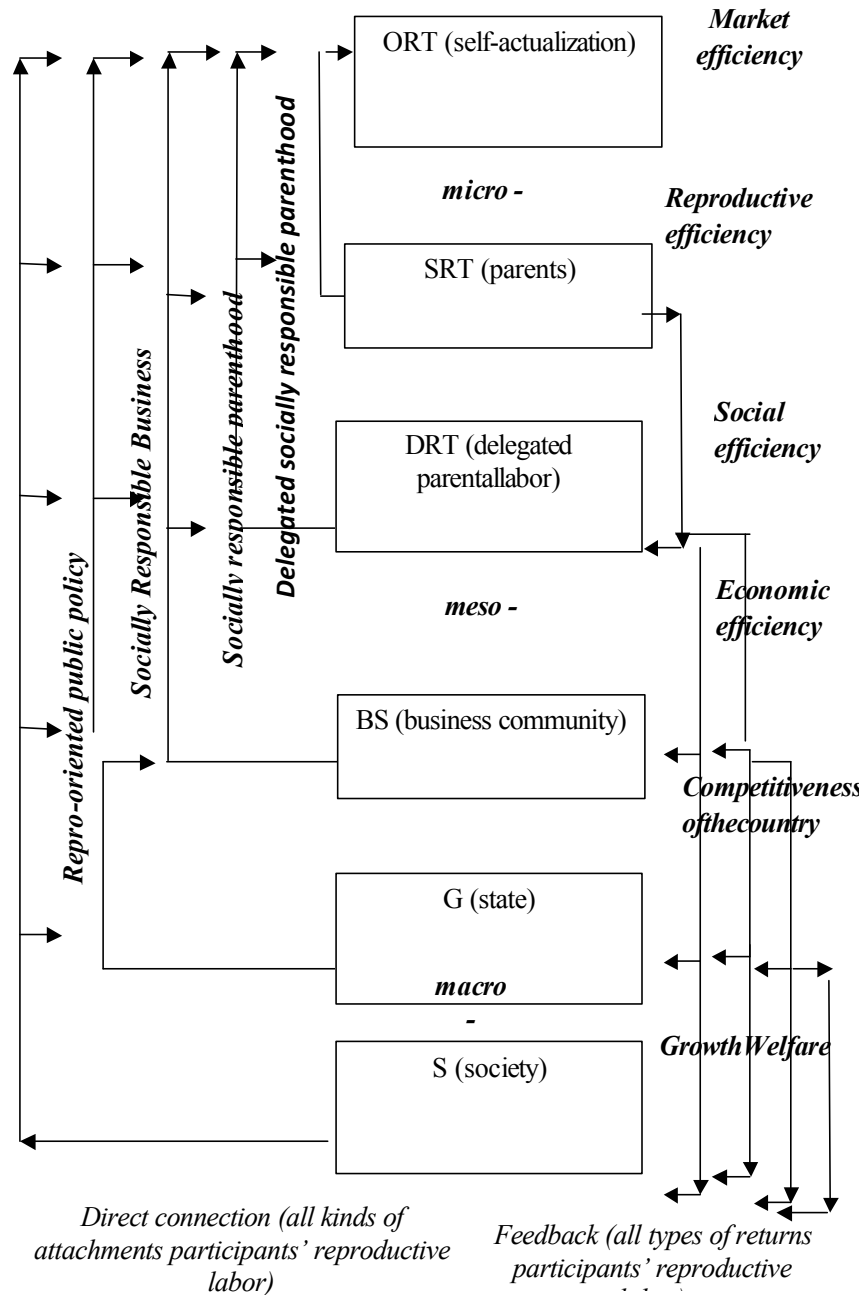 ORT (self-actualization)
Market
efficiency
micro -
Reproductive
efficiency
SRT (parents)
Social
efficiency
DRT (delegated
parentallabor)
Economic
efficiency
meso -
BS (business community)
Competitiveness
ofthecountry
G (state)
macro
-
GrowthWelfare
S (society)
Repro-oriented public policy
Socially Responsible Business
Socially responsible parenthood
Delegated socially responsible parenthood
Direct connection (all kinds of
attachments participants' reproductive
labor)
Feedback (all types of returns
participants' reproductive